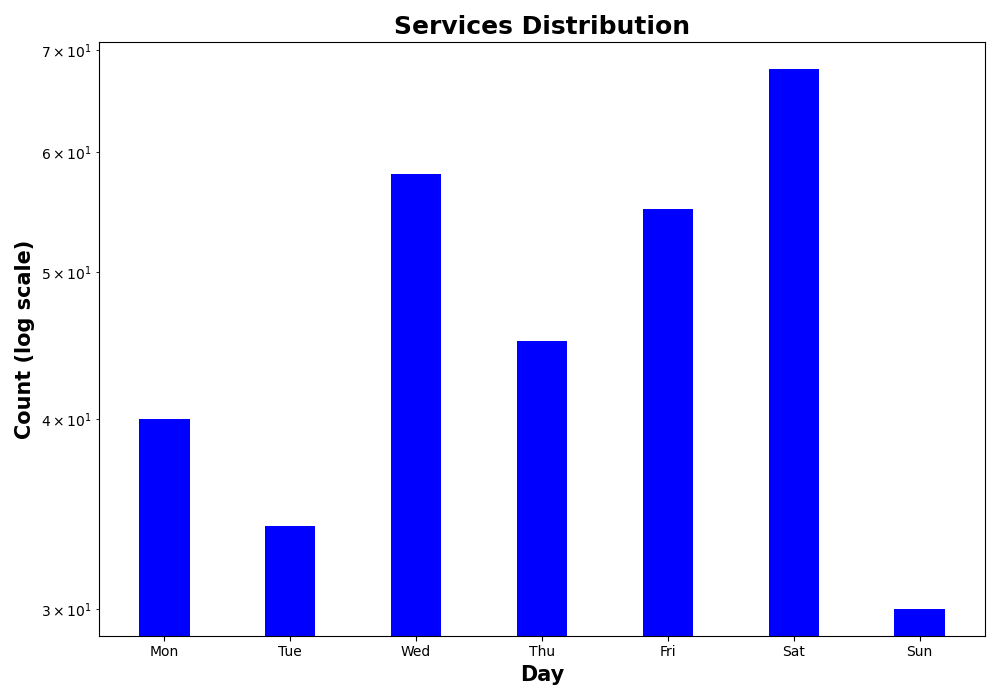 Services Distribution
Count (log scale)
7 × 10¹
6 × 10¹
5 × 10¹
4 × 10¹
3 × 10¹
Mon Tue Wed Thu Fri Sat Sun
Day